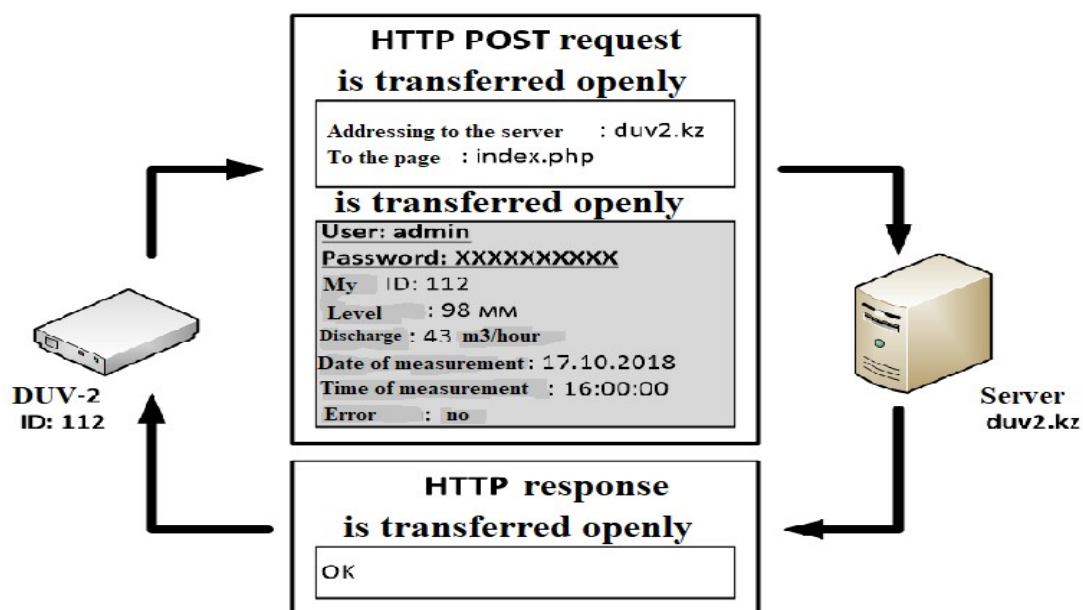 HTTP POST request
is transferred openly
Addressing to the server : duv2.kz
To the page : index.php
is transferred openly
User: admin
Password: XXXXXXXXXX
My ID: 112
Level : 98 мм
Discharge : 43 m3/hour
Date of measurement : 17.10.2018
Time of measurement : 16:00:00
Error : no
DUV-2
ID: 112
Server
duv2.kz
HTTP response
is transferred openly
OK